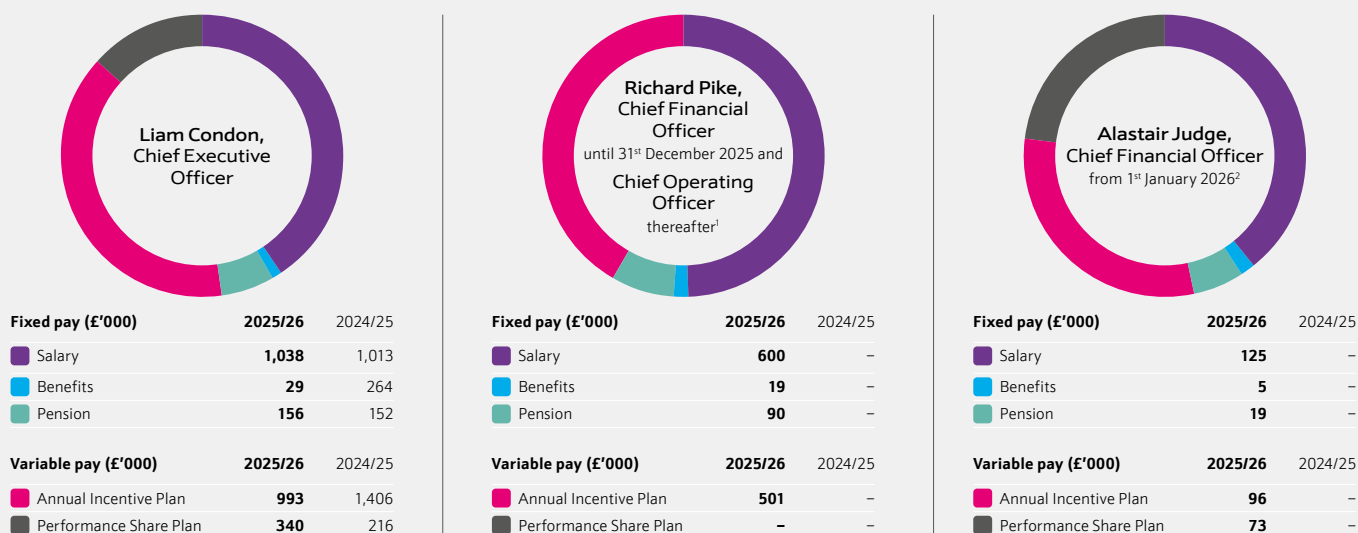 Liam Condon,
Chief Executive
Officer
Fixed pay (£'000) 2025/26 2024/25
Salary 1,038 1,013
Benefits 29 264
Pension 156 152
Variable pay (£'000) 2025/26 2024/25
Annual Incentive Plan 993 1,406
Performance Share Plan 340 216
Richard Pike,
Chief Financial
Officer
until 31st December 2025 and
Chief Operating
Officer
thereafter1
Fixed pay (£'000) 2025/26 2024/25
Salary 600 –
Benefits 19 –
Pension 90 –
Variable pay (£'000) 2025/26 2024/25
Annual Incentive Plan 501 –
Performance Share Plan – –
Alastair Judge,
Chief Financial Officer
from 1st January 20262
Fixed pay (£'000) 2025/26 2024/25
Salary 125 –
Benefits 5 –
Pension 19 –
Variable pay (£'000) 2025/26 2024/25
Annual Incentive Plan 96 –
Performance Share Plan 73 –